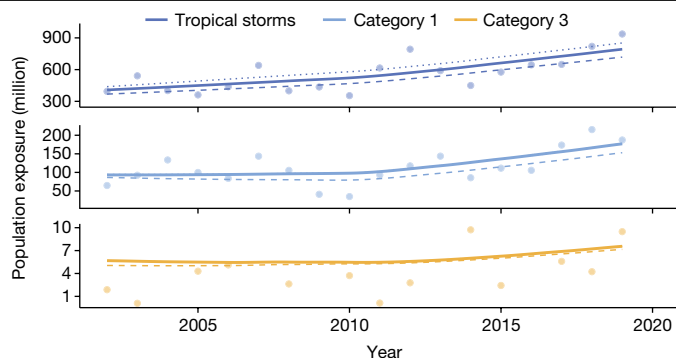 Tropical storms Category 1 Category 3
Population exposure (million)
900
600
300
200
150
100
50
10
7
4
1
2005 2010 2015 2020
Year